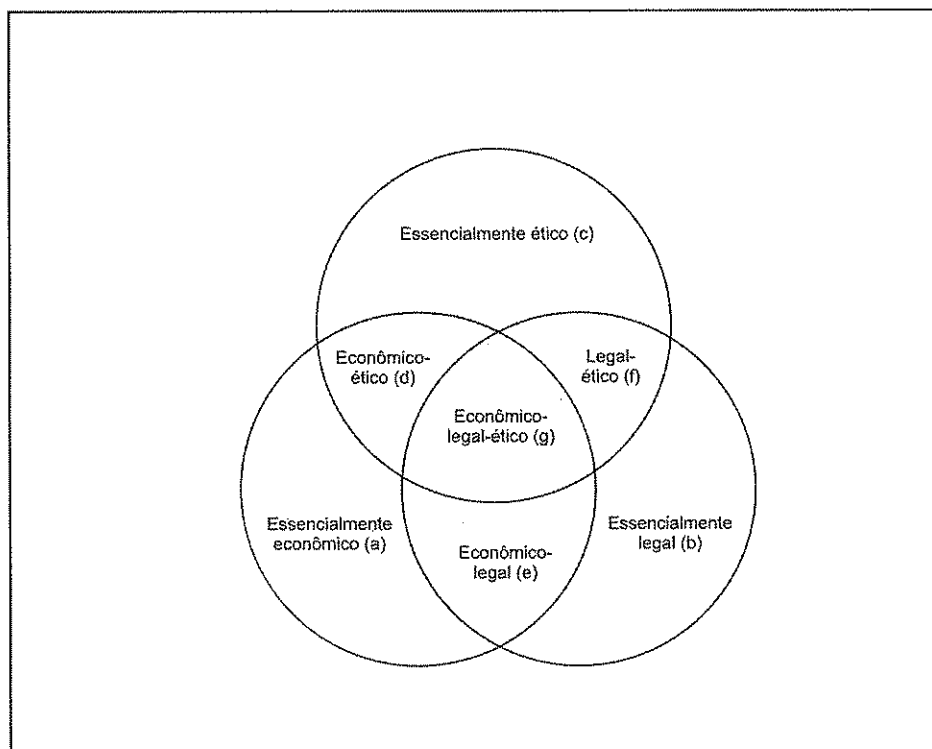 Essencialmente ético (c)
Econômico-
ético (d)
Legal-
ético (f)
Econômico-
legal-ético (g)
Essencialmente
econômico (a)
Econômico-
legal (e)
Essencialmente
legal (b)